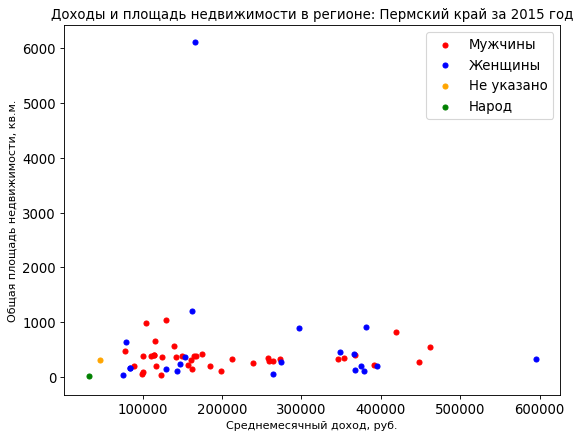 Доходы и площадь недвижимости в регионе: Пермский край за 2015 год
Мужчины
Женщины
Не указано
Народ
Общая площадь недвижимости, кв.м.
6000
5000
4000
3000
2000
1000
0
100000 200000 300000 400000 500000 600000
Среднемесячный доход, руб.